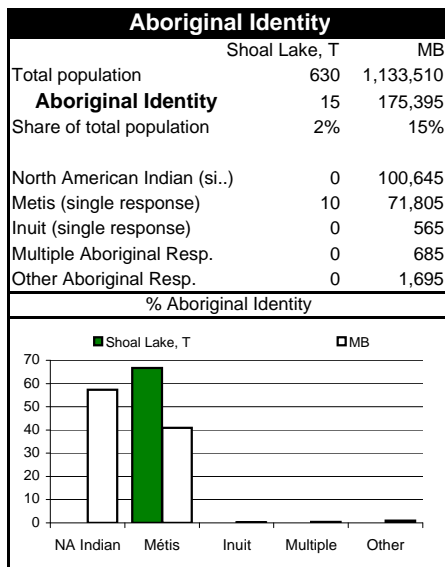 Aboriginal Identity
Shoal Lake, T MB
Total population 630 1,133,510
Aboriginal Identity 15 175,395
Share of total population 2% 15%
North American Indian (si..) 0 100,645
Metis (single response) 10 71,805
Inuit (single response) 0 565
Multiple Aboriginal Resp. 0 685
Other Aboriginal Resp. 0 1,695
% Aboriginal Identity
Shoal Lake, T MB
70
60
50
40
30
20
10
0
NA Indian Métis Inuit Multiple Other